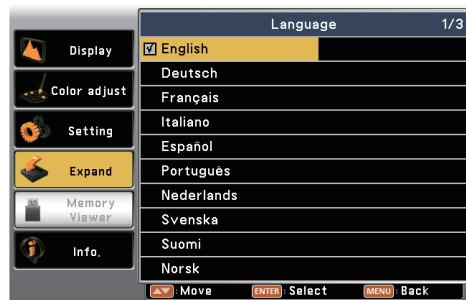 Language 1/3
Display
Color adjust
Setting
Expand
Memory
Viewer
Info.
English
Deutsch
Français
Italiano
Español
Português
Nederlands
Svenska
Suomi
Norsk
: Move ENTER : Select MENU : Back